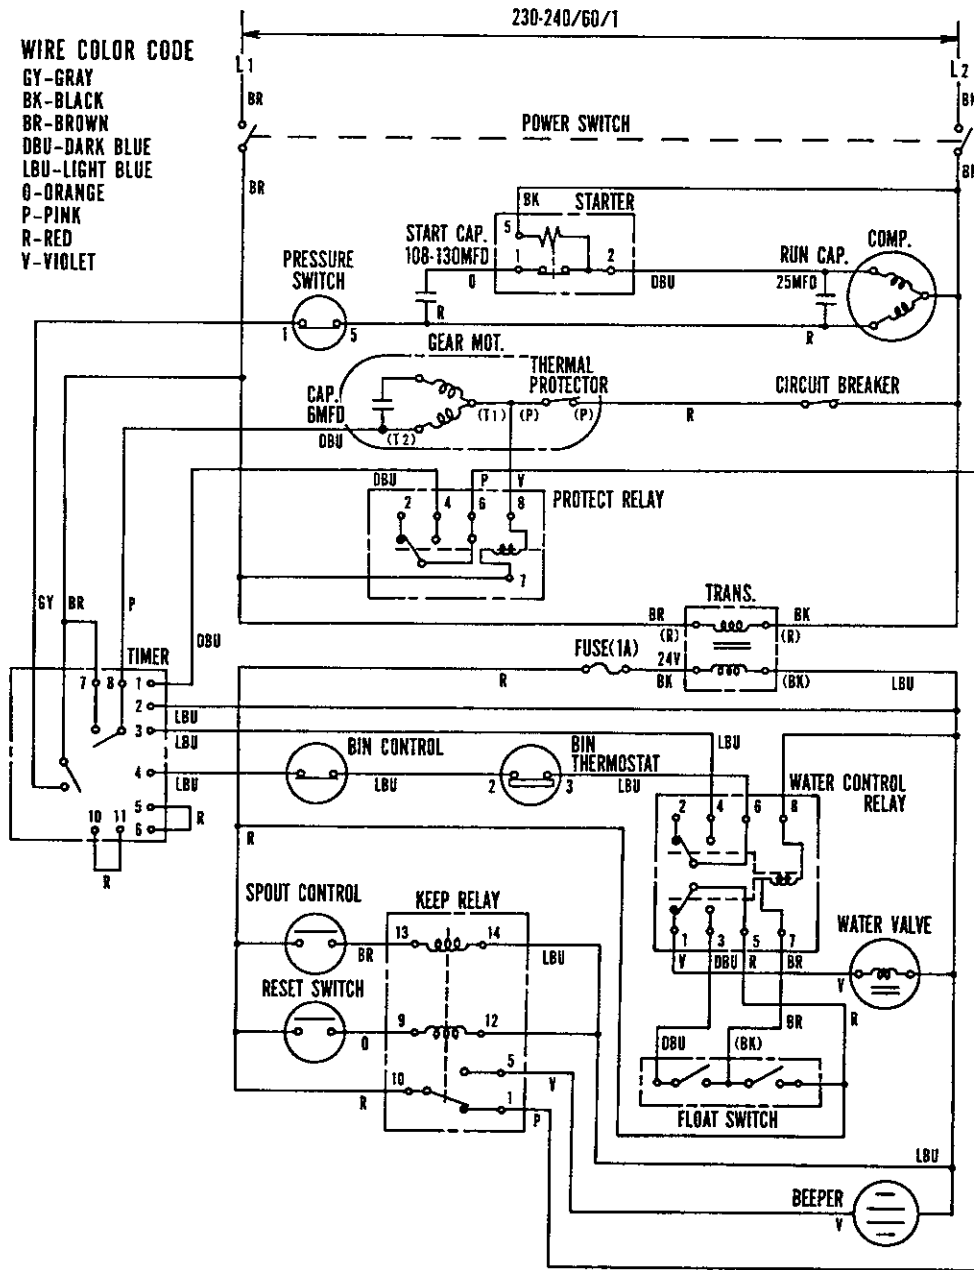 230-240/60/1
WIRE COLOR CODE
GY-GRAY
BK-BLACK
BR-BROWN
DBU-DARK BLUE
LBU-LIGHT BLUE
O-ORANGE
P-PINK
R-RED
V-VIOLET
L1
L2
BR
BK
POWER SWITCH
BR
BK
BK
STARTER
5
START CAP.
108-130MFD
1
2
O
DBU
RUN CAP.
25MFD
COMP.
PRESSURE
SWITCH
1
5
R
R
GEAR MOT.
THERMAL
PROTECTOR
CIRCUIT BREAKER
CAP.
6MFD
DBU
(T2)
(T1)
(P)
(P)
R
DBU
P
V
2
4
6
8
7
PROTECT RELAY
TRANS.
BR
(R)
BK
(R)
GY
BR
P
DBU
FUSE(1A)
24V
BK
(BK)
R
LBU
TIMER
7
8
1
2
3
4
5
6
10
11
LBU
LBU
LBU
R
R
BIN CONTROL
LBU
BIN
THERMOSTAT
2
3
LBU
LBU
WATER CONTROL
RELAY
2
4
6
8
1
3
5
7
V
DBU
R
BR
R
SPOUT CONTROL
KEEP RELAY
13
14
BR
LBU
RESET SWITCH
9
12
O
10
5
1
R
V
P
WATER VALVE
V
DBU
(BK)
BR
R
FLOAT SWITCH
LBU
BEEPER
V